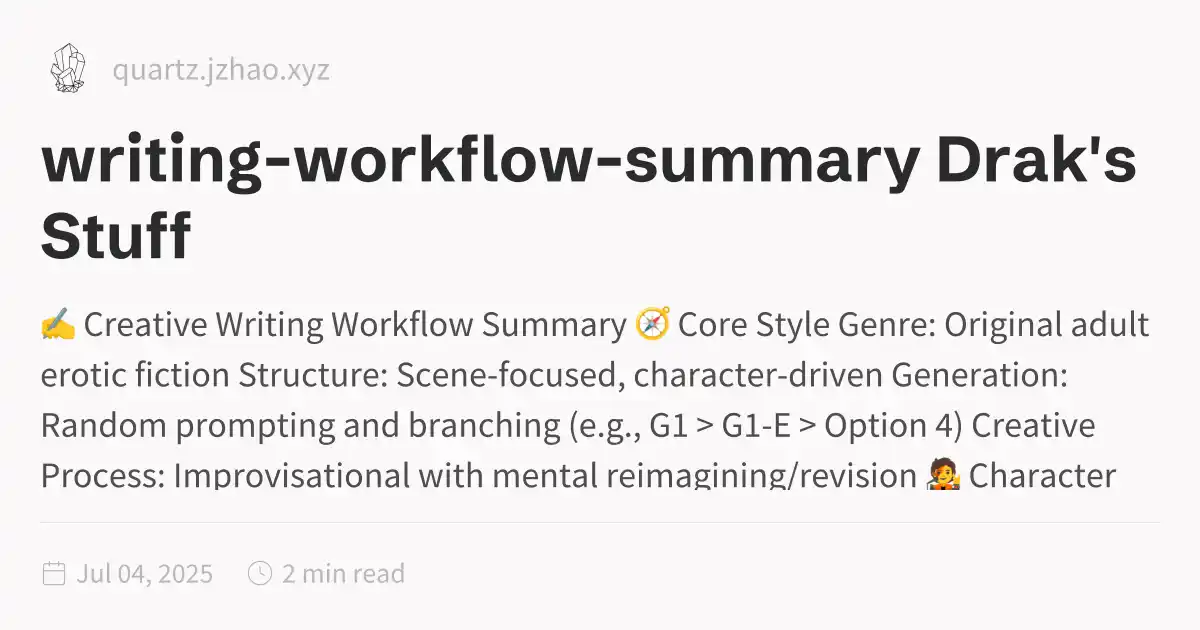 quartz.jzhao.xyz
writing-workflow-summary Drak's
Stuff
✍️ Creative Writing Workflow Summary 🧭 Core Style Genre: Original adult
erotic fiction Structure: Scene-focused, character-driven Generation:
Random prompting and branching (e.g., G1 > G1-E > Option 4) Creative
Process: Improvisational with mental reimagining/revision 🧑‍🎤 Character
Jul 04, 2025
2 min read